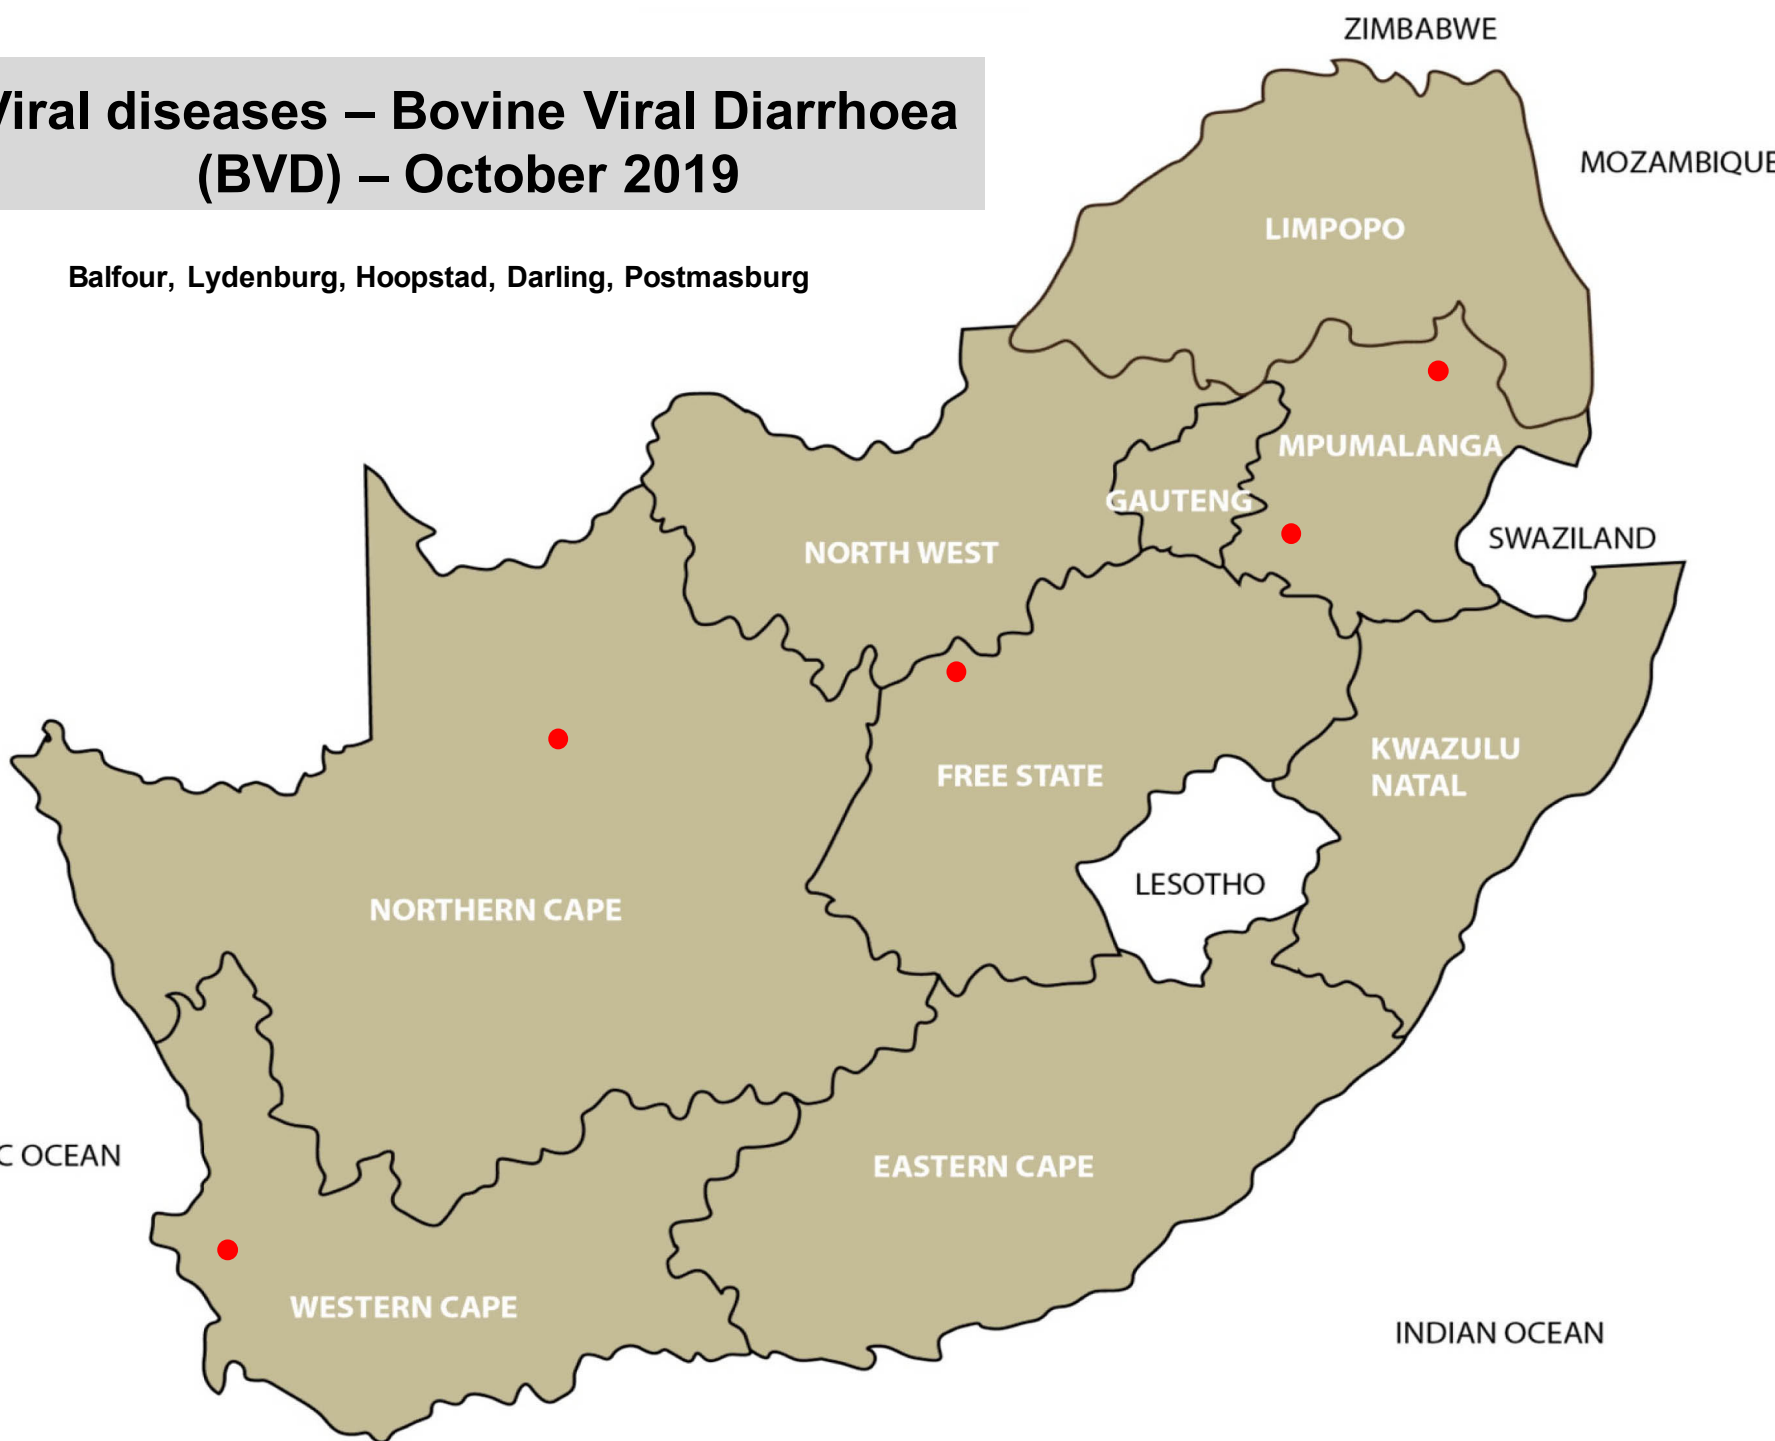 ZIMBABWE
Viral diseases – Bovine Viral Diarrhoea
(BVD) – October 2019
MOZAMBIQUE
LIMPOPO
Balfour, Lydenburg, Hoopstad, Darling, Postmasburg
MPUMALANGA
GAUTENG
SWAZILAND
NORTH WEST
KWAZULU
NATAL
FREE STATE
LESOTHO
NORTHERN CAPE
C OCEAN
EASTERN CAPE
WESTERN CAPE
INDIAN OCEAN